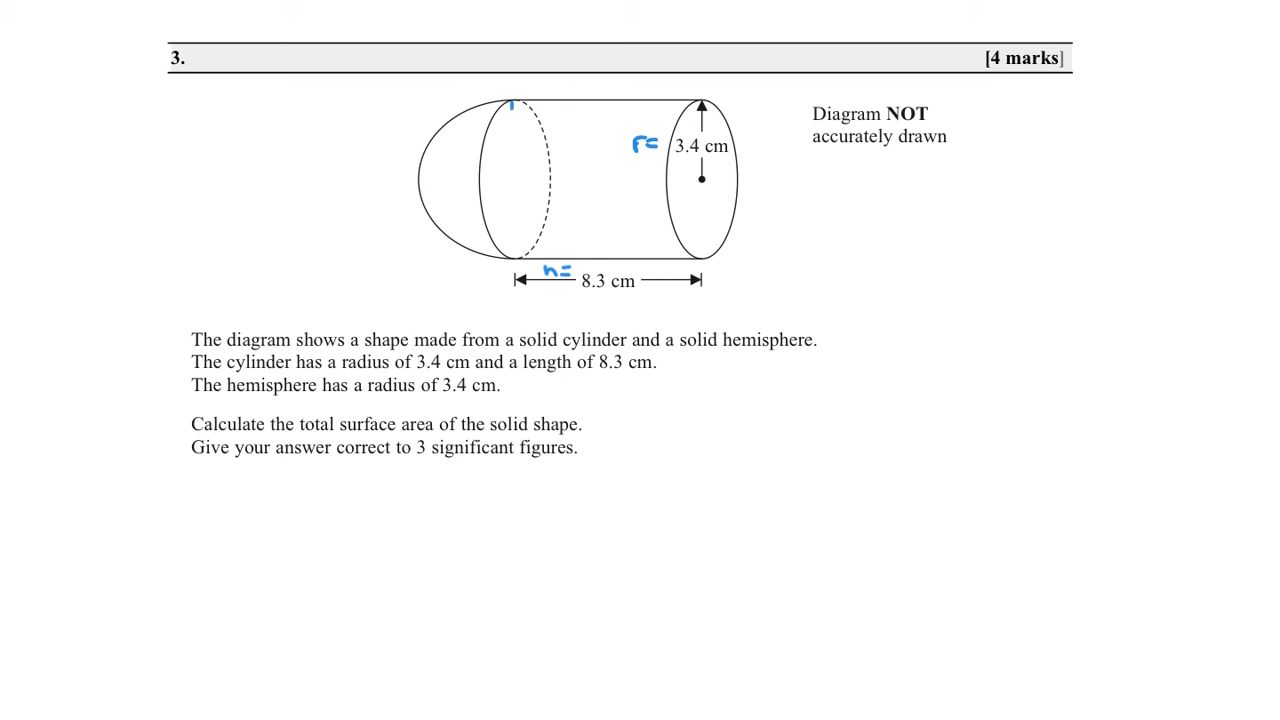 3. [4 marks]
Diagram NOT
accurately drawn
r= 3.4 cm
h= 8.3 cm
The diagram shows a shape made from a solid cylinder and a solid hemisphere.
The cylinder has a radius of 3.4 cm and a length of 8.3 cm.
The hemisphere has a radius of 3.4 cm.
Calculate the total surface area of the solid shape.
Give your answer correct to 3 significant figures.